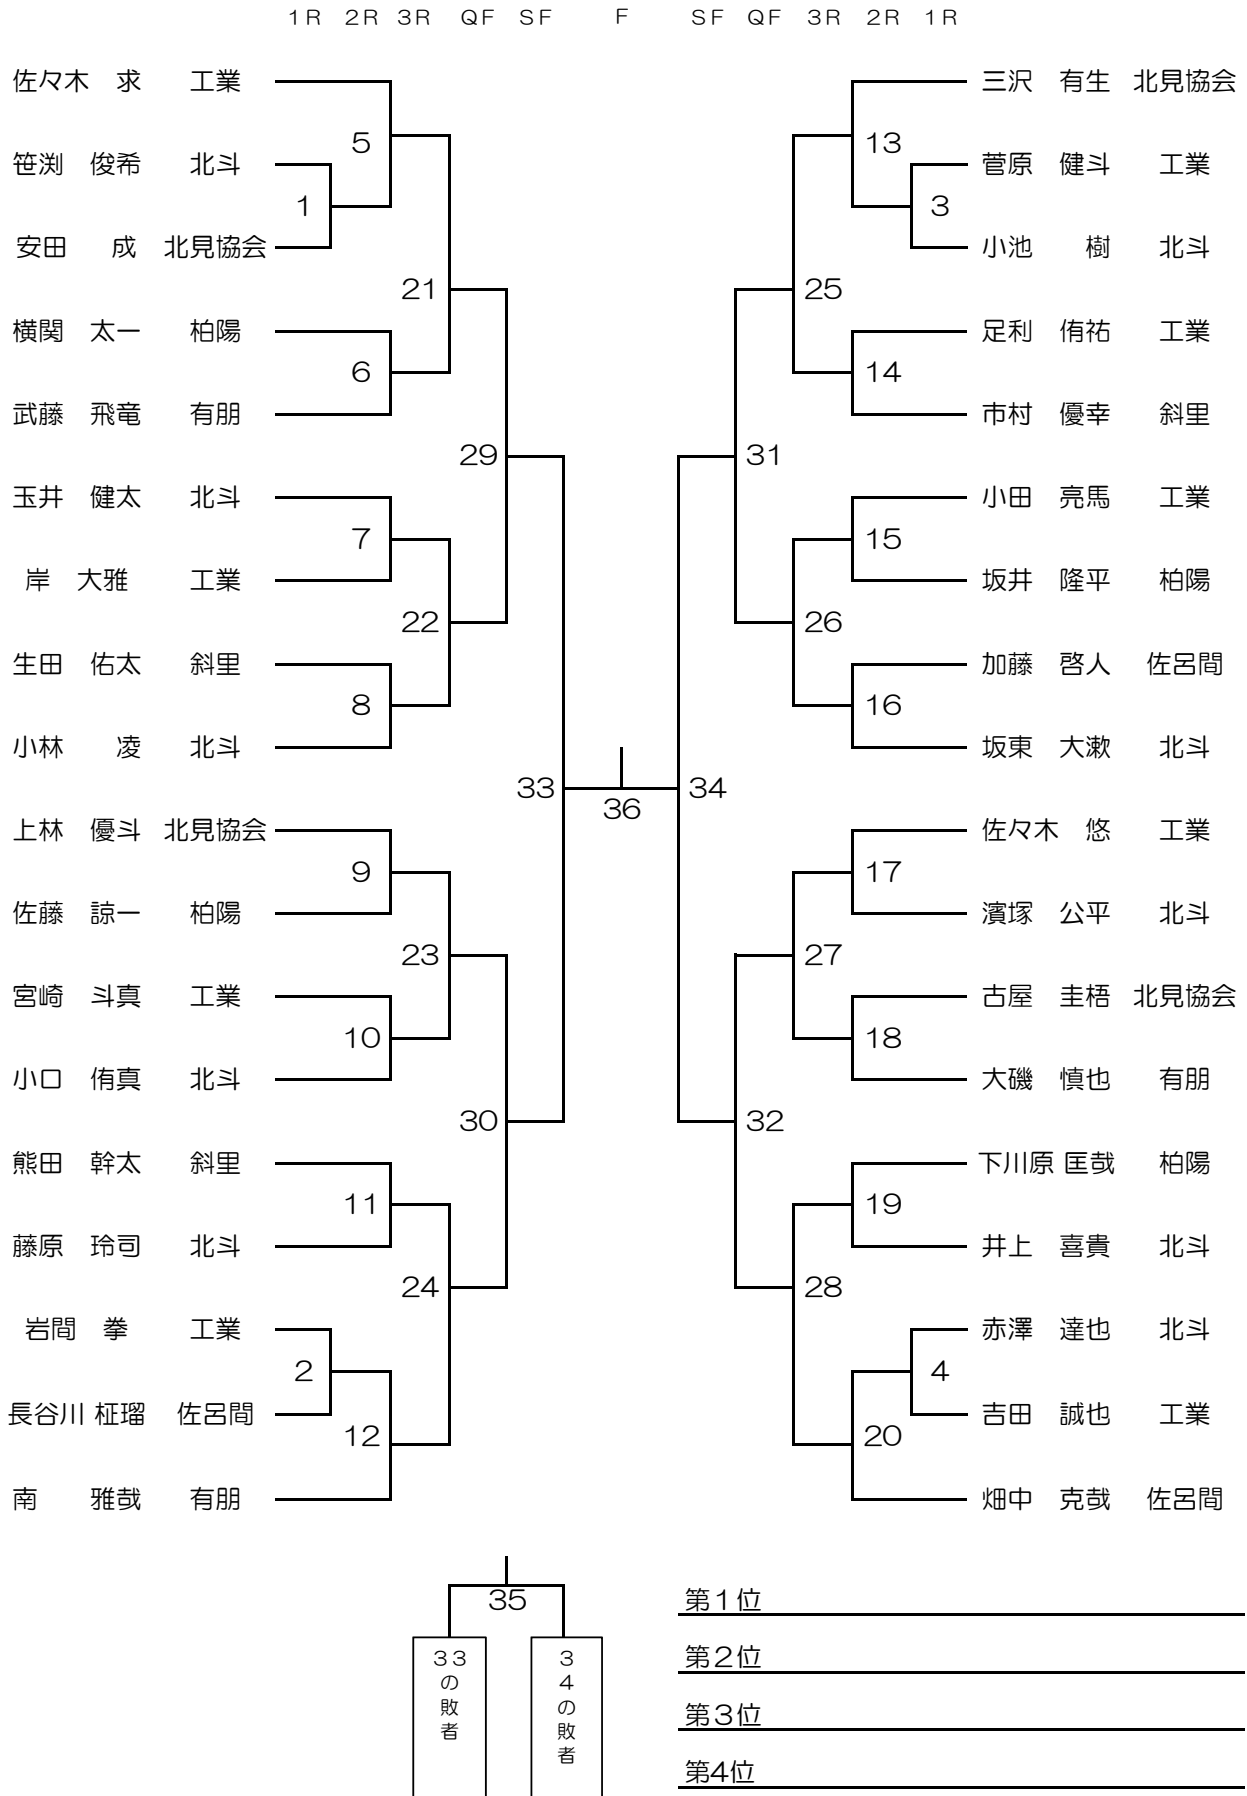 1R 2R 3R QF SF F SF QF 3R 2R 1R
佐々木 求 工業 三沢 有生 北見協会
5 13
笹渕 俊希 北斗 菅原 健斗 工業
1 3
安田 成 北見協会 小池 樹 北斗
21 25
横関 太一 柏陽 足利 侑祐 工業
6 14
武藤 飛竜 有朋 市村 優幸 斜里
29 31
玉井 健太 北斗 小田 亮馬 工業
7 15
岸 大雅 工業 坂井 隆平 柏陽
22 26
生田 佑太 斜里 加藤 啓人 佐呂間
8 16
小林 凌 北斗 坂東 大漱 北斗
33 36 34
上林 優斗 北見協会 佐々木 悠 工業
9 17
佐藤 諒一 柏陽 濱塚 公平 北斗
23 27
宮崎 斗真 工業 古屋 圭梧 北見協会
10 18
小口 侑真 北斗 大磯 慎也 有朋
30 32
熊田 幹太 斜里 下川原 匡哉 柏陽
11 19
藤原 玲司 北斗 井上 喜貴 北斗
24 28
岩間 拳 工業 赤澤 達也 北斗
2 4
長谷川 柾瑠 佐呂間 吉田 誠也 工業
12 20
南 雅哉 有朋 畑中 克哉 佐呂間
35
33の敗者
34の敗者
第1位
第2位
第3位
第4位